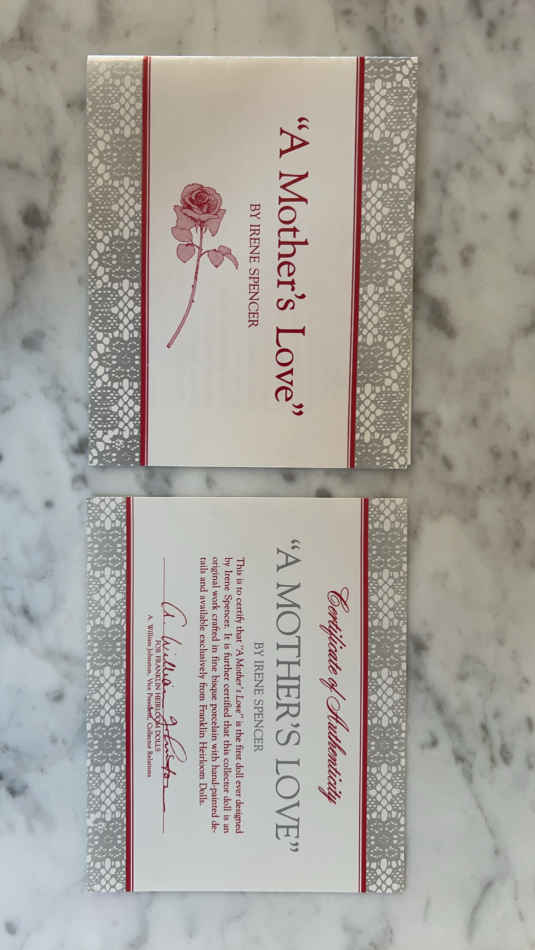 “A Mother’s Love”
BY IRENE SPENCER
Certificate of Authenticity
“A MOTHER’S LOVE”
BY IRENE SPENCER
This is to certify that “A Mother’s Love” is the first doll ever designed
by Irene Spencer. It is further certified that this collector doll is an
original work crafted in fine bisque porcelain with hand-painted de-
tails and available exclusively from Franklin Heirloom Dolls.
A. William Johnston
FOR FRANKLIN HEIRLOOM DOLLS
A. William Johnston, Vice President, Collector Relations